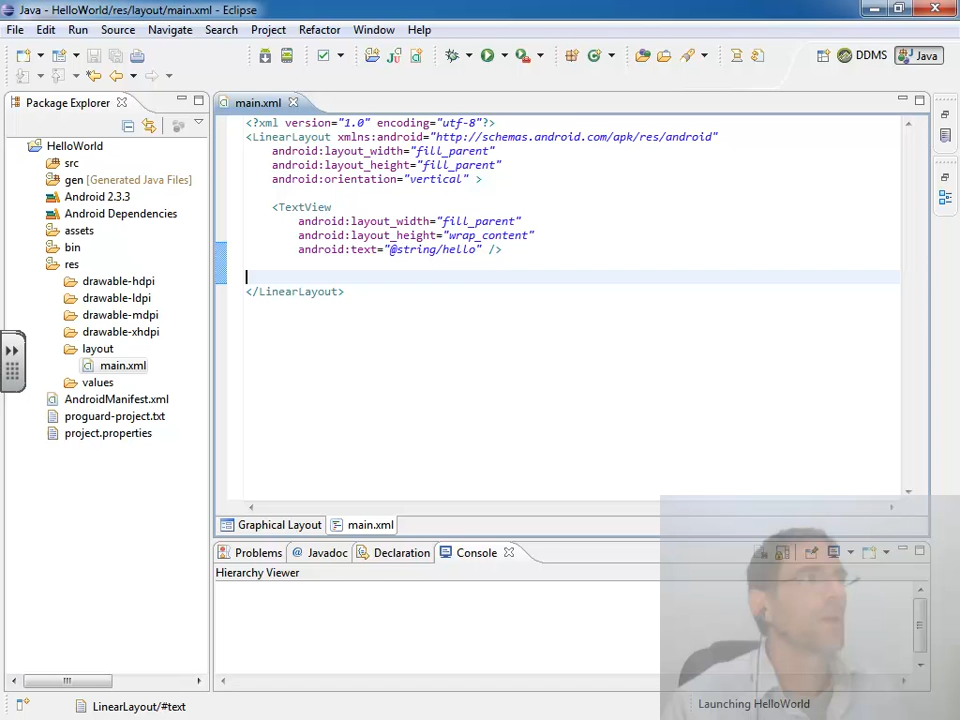 Java - HelloWorld/res/layout/main.xml - Eclipse
File Edit Run Source Navigate Search Project Refactor Window Help
DDMS Java
Package Explorer
main.xml
HelloWorld
src
gen [Generated Java Files]
Android 2.3.3
Android Dependencies
assets
bin
res
drawable-hdpi
drawable-ldpi
drawable-mdpi
drawable-xhdpi
layout
main.xml
values
AndroidManifest.xml
proguard-project.txt
project.properties
<?xml version="1.0" encoding="utf-8"?>
<LinearLayout xmlns:android="http://schemas.android.com/apk/res/android"
android:layout_width="fill_parent"
android:layout_height="fill_parent"
android:orientation="vertical" >
<TextView
android:layout_width="fill_parent"
android:layout_height="wrap_content"
android:text="@string/hello" />
</LinearLayout>
Graphical Layout main.xml
Problems @ Javadoc Declaration Console
Hierarchy Viewer
LinearLayout/#text
Launching HelloWorld